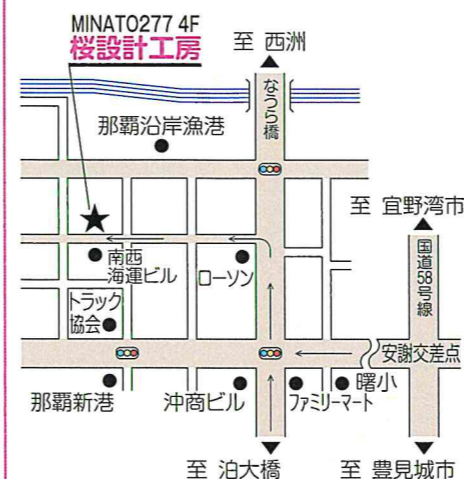 MINATO277 4F
桜設計工房
至 西洲
なうら橋
那覇沿岸漁港
至 宜野湾市
国道58号線
南西
海運ビル
ローソン
トラック
協会
安謝交差点
曙小
那覇新港
沖商ビル
ファミリーマート
至 泊大橋
至 豊見城市